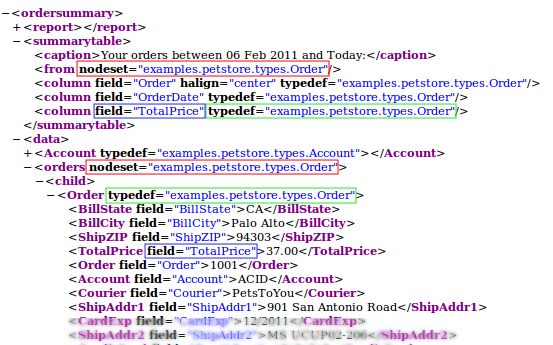 −<ordersummary>
+<report></report>
−<summarytable>
<caption>Your orders between 06 Feb 2011 and Today:</caption>
<from nodeset="examples.petstore.types.Order"/>
<column field="Order" halign="center" typedef="examples.petstore.types.Order"/>
<column field="OrderDate" typedef="examples.petstore.types.Order"/>
<column field="TotalPrice" typedef="examples.petstore.types.Order"/>
</summarytable>
−<data>
+<Account typedef="examples.petstore.types.Account"></Account>
−<orders nodeset="examples.petstore.types.Order">
−<child>
−<Order typedef="examples.petstore.types.Order">
<BillState field="BillState">CA</BillState>
<BillCity field="BillCity">Palo Alto</BillCity>
<ShipZIP field="ShipZIP">94303</ShipZIP>
<TotalPrice field="TotalPrice">37.00</TotalPrice>
<Order field="Order">1001</Order>
<Account field="Account">ACID</Account>
<Courier field="Courier">PetsToYou</Courier>
<ShipAddr1 field="ShipAddr1">901 San Antonio Road</ShipAddr1>
<CardExp field="CardExp">12/2011</CardExp>
<ShipAddr2 field="ShipAddr2">MS UCUP02-206</ShipAddr2>